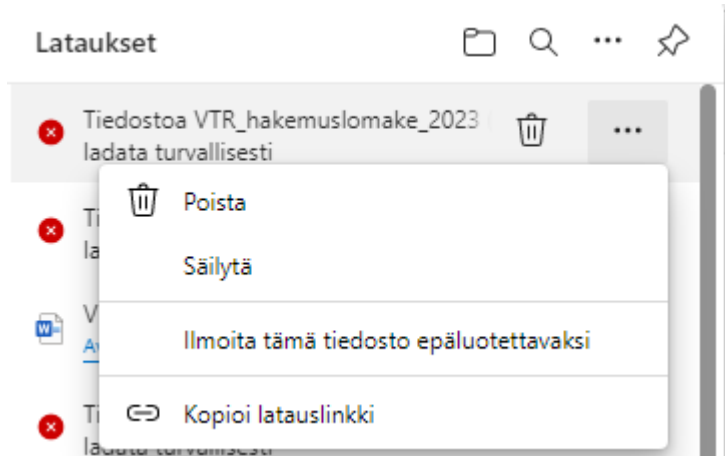 Lataukset
Tiedostoa VTR_hakemuslomake_2023
ladata turvallisesti
Poista
Säilytä
Ilmoita tämä tiedosto epäluotettavaksi
Kopioi latauslinkki